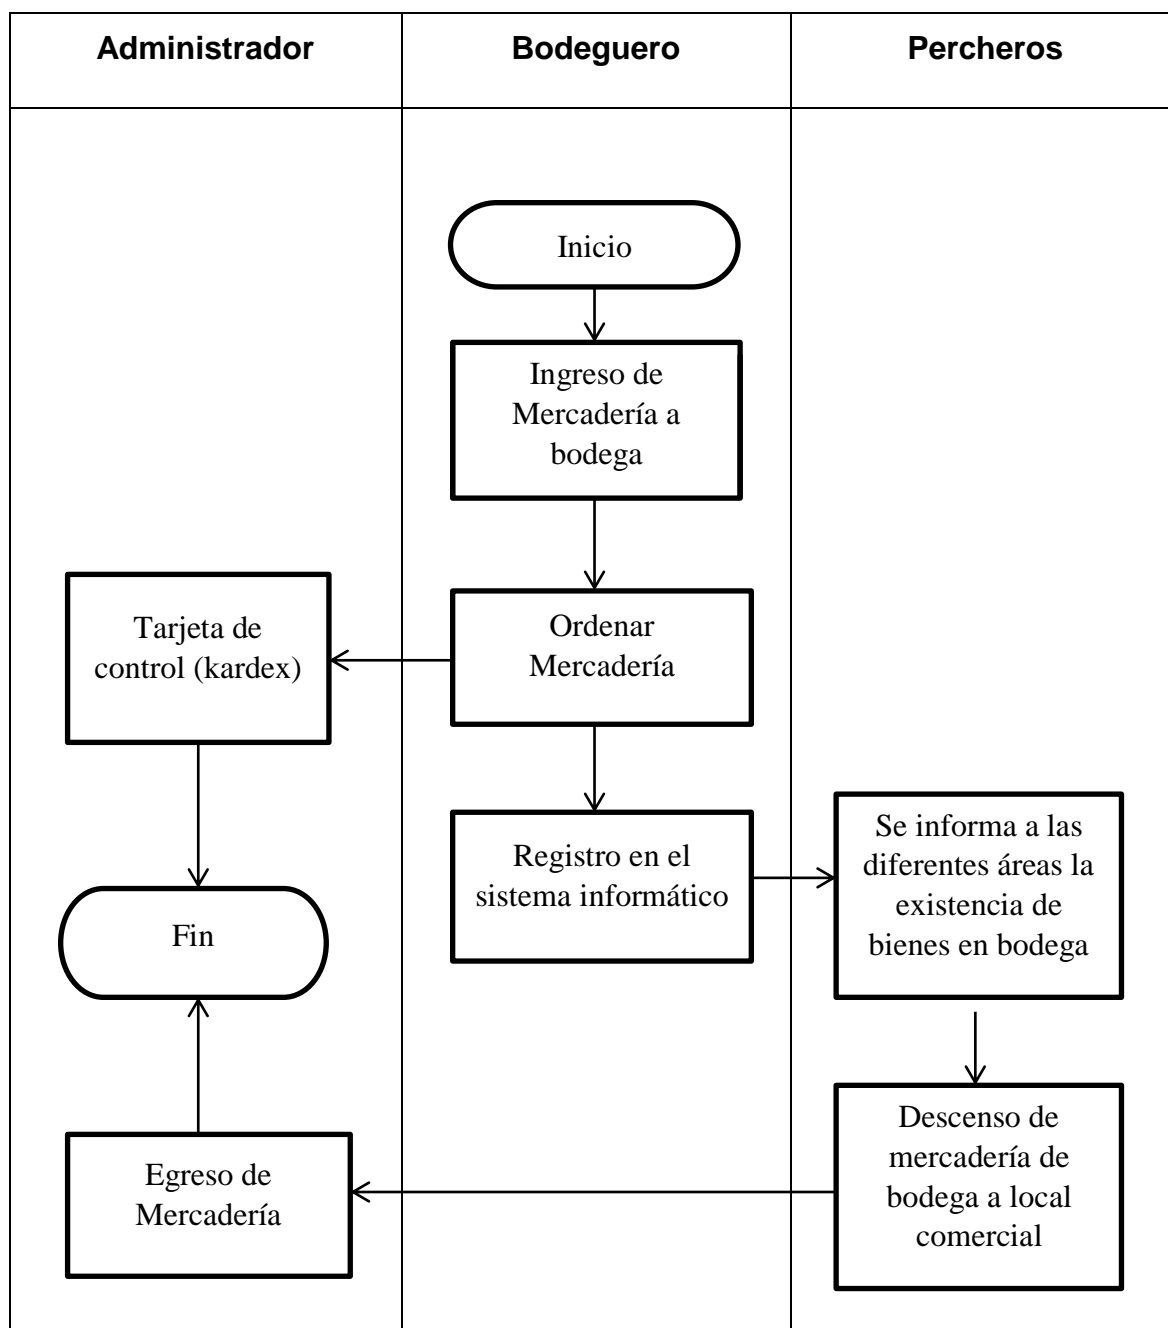 Administrador
Bodeguero
Percheros
Inicio
Ingreso de
Mercadería a
bodega
Ordenar
Mercadería
Tarjeta de
control (kardex)
Registro en el
sistema informático
Se informa a las
diferentes áreas la
existencia de
bienes en bodega
Fin
Descenso de
mercadería de
bodega a local
comercial
Egreso de
Mercadería